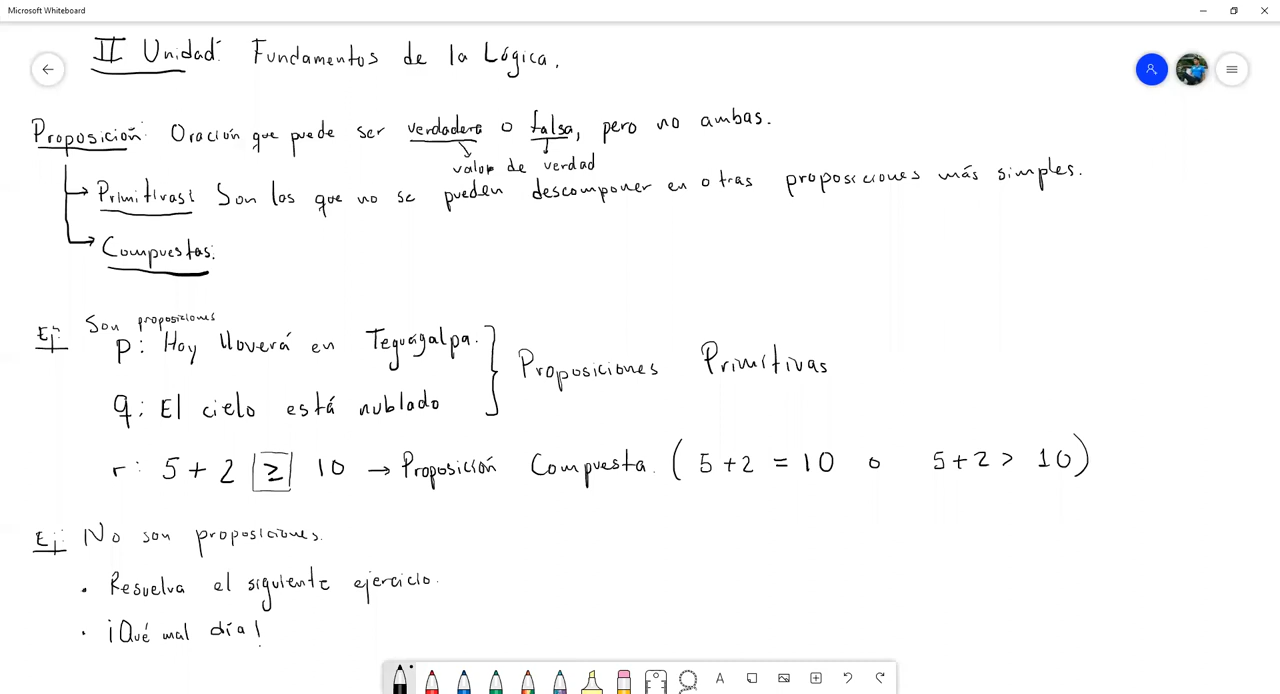 Microsoft Whiteboard
II Unidad: Fundamentos de la Lógica.
Proposición: Oración que puede ser verdadera o falsa, pero no ambas.
valor de verdad
Primitivas: Son los que no se pueden descomponer en otras proposiciones más simples.
Compuestas:
Ej: Son proposiciones
p: Hoy lloverá en Teguágalpa.
Proposiciones Primitivas
q: El cielo está nublado
r: 5+2 ≥ 10 → Proposición Compuesta. (5+2 = 10 o 5+2 > 10)
Ej: No son proposiciones.
• Resuelva el siguiente ejercicio.
• ¡Qué mal día!